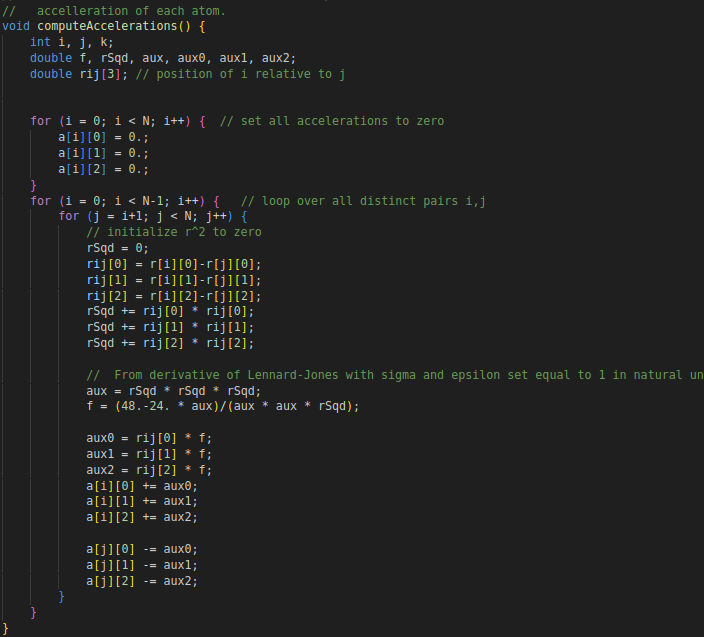 //   accelleration of each atom.
void computeAccelerations() {
    int i, j, k;
    double f, rSqd, aux, aux0, aux1, aux2;
    double rij[3]; // position of i relative to j


    for (i = 0; i < N; i++) {  // set all accelerations to zero
        a[i][0] = 0.;
        a[i][1] = 0.;
        a[i][2] = 0.;
    }
    for (i = 0; i < N-1; i++) {   // loop over all distinct pairs i,j
        for (j = i+1; j < N; j++) {
            // initialize r^2 to zero
            rSqd = 0;
            rij[0] = r[i][0]-r[j][0];
            rij[1] = r[i][1]-r[j][1];
            rij[2] = r[i][2]-r[j][2];
            rSqd += rij[0] * rij[0];
            rSqd += rij[1] * rij[1];
            rSqd += rij[2] * rij[2];

            //  From derivative of Lennard-Jones with sigma and epsilon set equal to 1 in natural un
            aux = rSqd * rSqd * rSqd;
            f = (48.-24. * aux)/(aux * aux * rSqd);

            aux0 = rij[0] * f;
            aux1 = rij[1] * f;
            aux2 = rij[2] * f;
            a[i][0] += aux0;
            a[i][1] += aux1;
            a[i][2] += aux2;

            a[j][0] -= aux0;
            a[j][1] -= aux1;
            a[j][2] -= aux2;
        }
    }
}